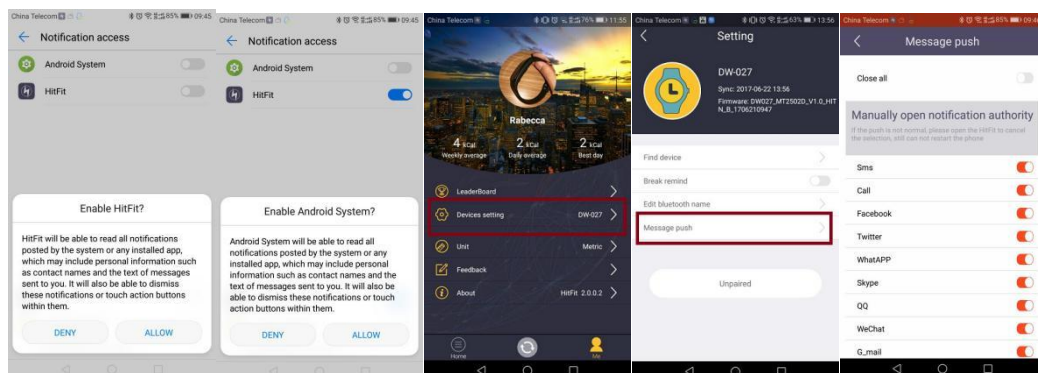 China Telecom 85% 09:45
Notification access
Android System
HitFit
Enable HitFit?
HitFit will be able to read all notifications
posted by the system or any installed app,
which may include personal information such
as contact names and the text of messages
sent to you. It will also be able to dismiss
these notifications or touch action buttons
within them.
DENY ALLOW
China Telecom 85% 09:45
Notification access
Android System
HitFit
Enable Android System?
Android System will be able to read all
notifications posted by the system or any
installed app, which may include personal
information such as contact names and the
text of messages sent to you. It will also be
able to dismiss these notifications or touch
action buttons within them.
DENY ALLOW
China Telecom 76% 11:55
Rabecca
4 kCal 2 kCal 2 kCal
Weekly average Daily average Best day
LeaderBoard
Devices setting DW-027
Unit Metric
Feedback
About HitFit 2.0.0.2
Home Me
China Telecom 63% 13:56
Setting
DW-027
Sync: 2017-06-22 13:56
Firmware: DW027_MT2502D_V1.0_HIT
N_B_1706210947
Find device
Break remind
Edit bluetooth name
Message push
Unpaired
China Telecom 85% 09:46
Message push
Close all
Manually open notification authority
If the push is not normal, please open the HitFit to cancel
the selection, still can not restart the phone
Sms
Call
Facebook
Twitter
WhatAPP
Skype
QQ
WeChat
G_mail